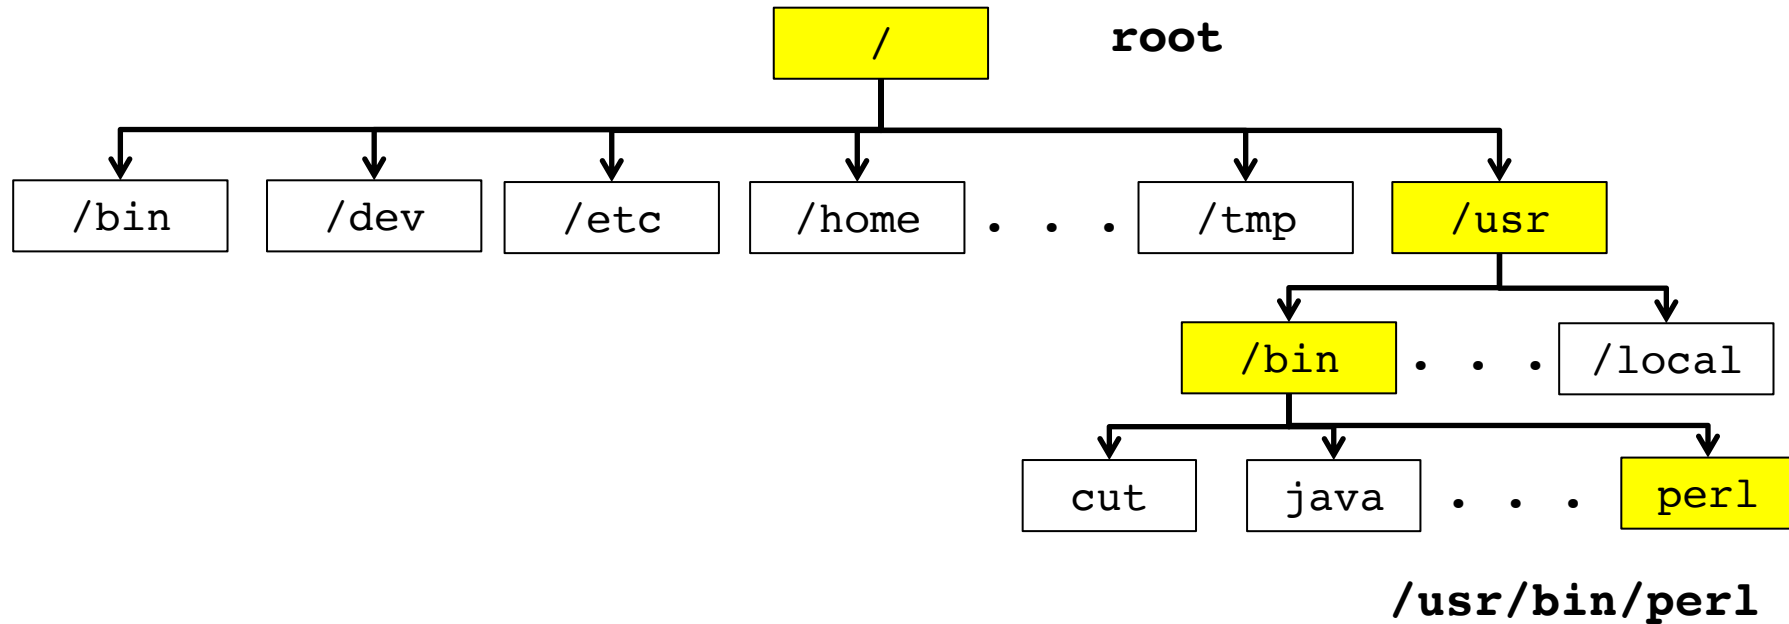 / root
/bin /dev /etc /home . . . /tmp /usr
/bin . . . /local
cut java . . . perl
/usr/bin/perl